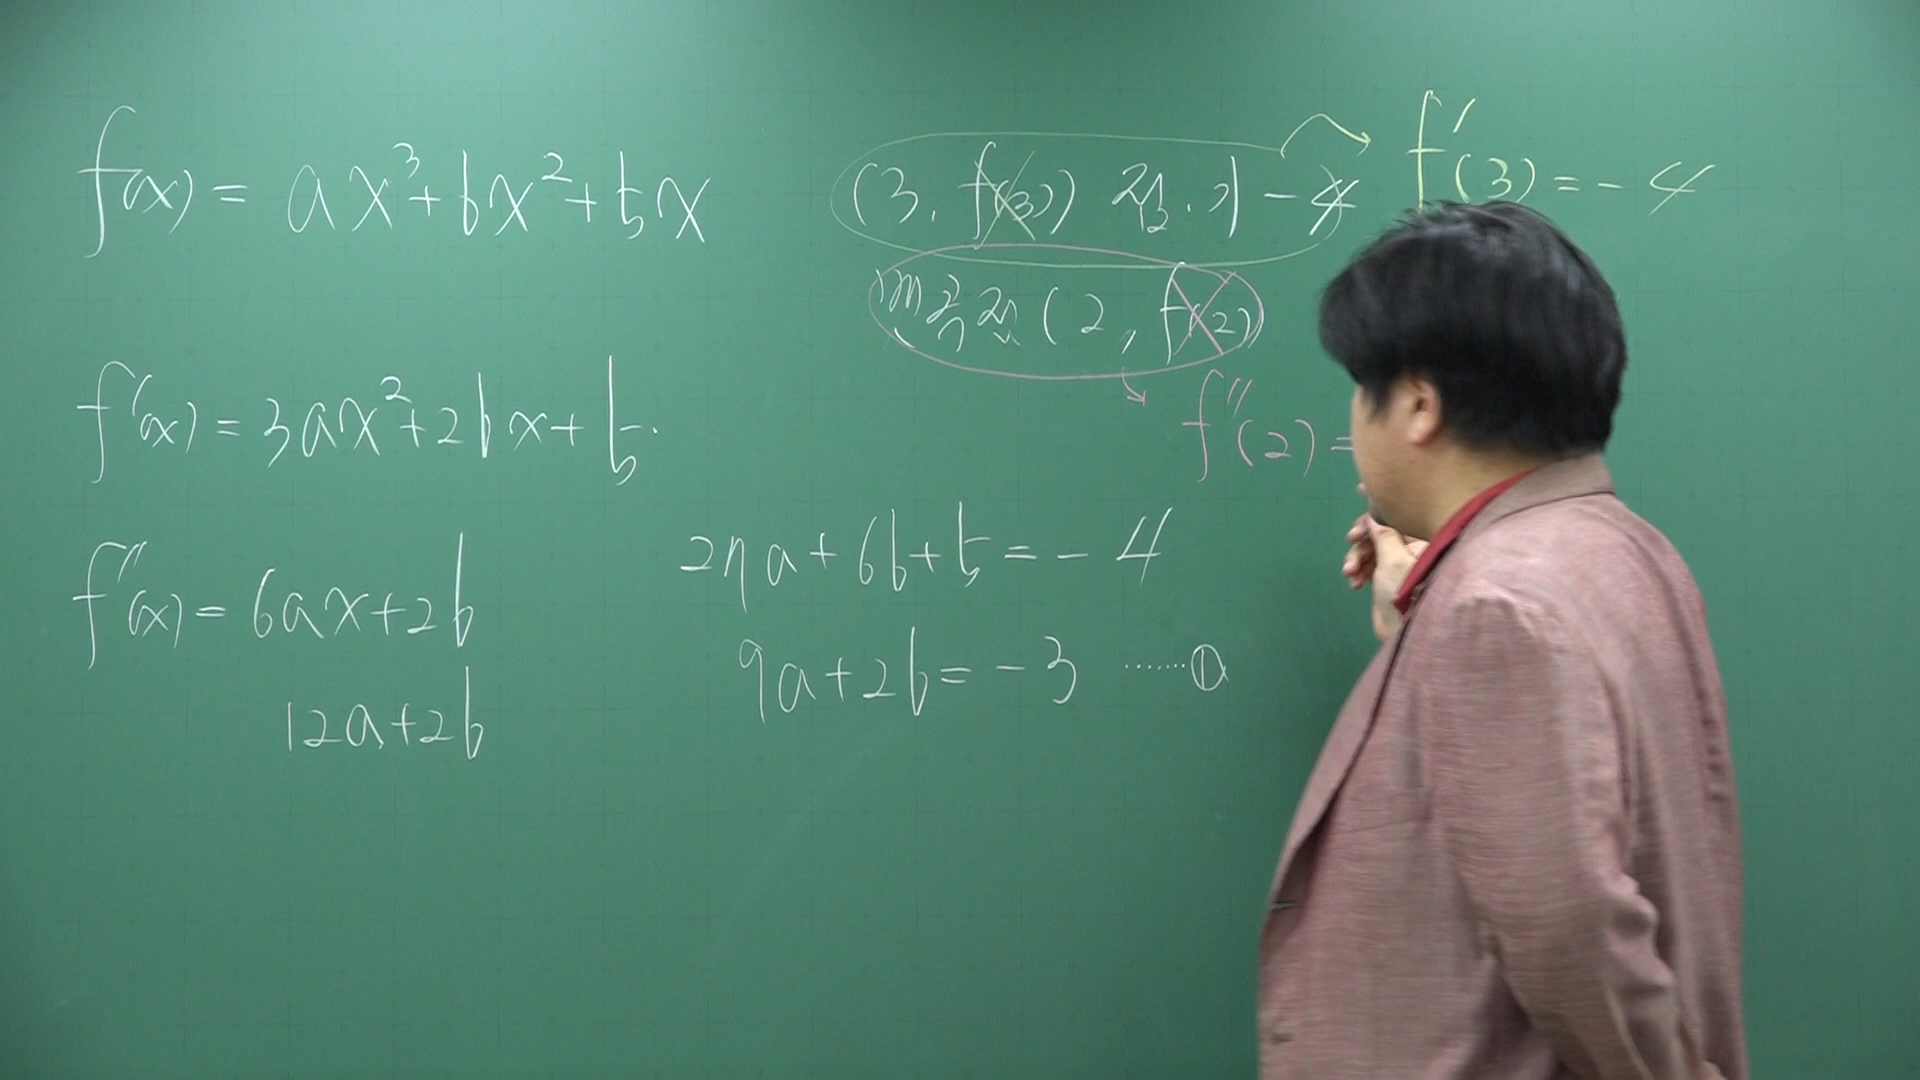 f(x) = ax³+bx²+5x
(3, f(3)) 접.기 -4
f'(3) = -4
변곡점 (2, f(2))
f'(x) = 3ax²+2bx+5.
f''(2) =
f''(x) = 6ax+2b
27a+6b+5 = -4
12a+2b
9a+2b = -3 ······①